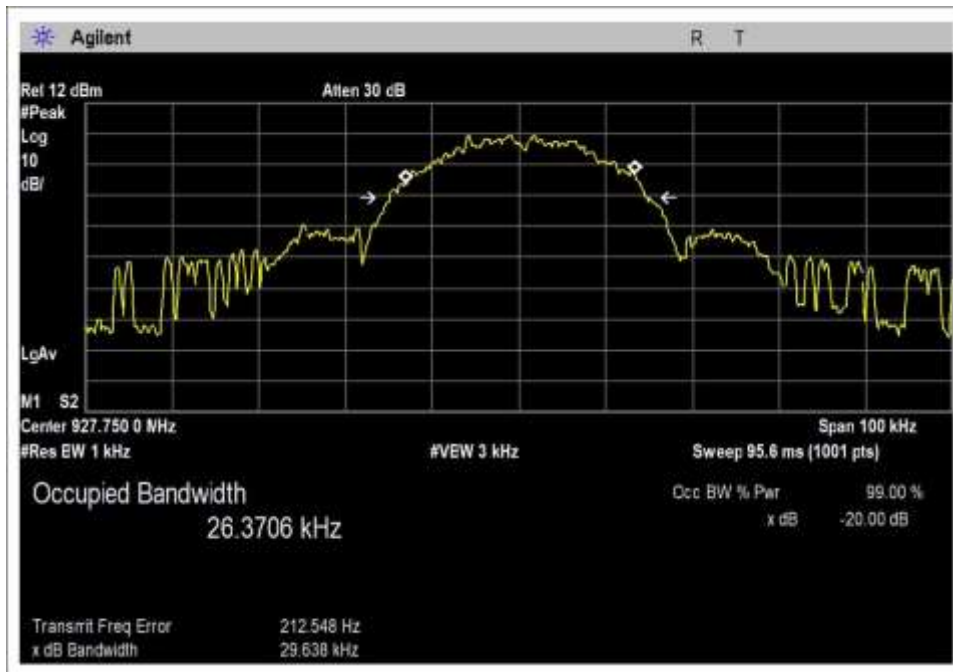 Agilent R T
Ref 12 dBm Atten 30 dB
#Peak
Log
10
dB/
LgAv
M1 S2
Center 927.750 0 MHz Span 100 kHz
#Res BW 1 kHz #VBW 3 kHz Sweep 95.6 ms (1001 pts)
Occupied Bandwidth Occ BW % Pwr 99.00 %
26.3706 kHz x dB -20.00 dB
Transmit Freq Error 212.548 Hz
x dB Bandwidth 29.638 kHz